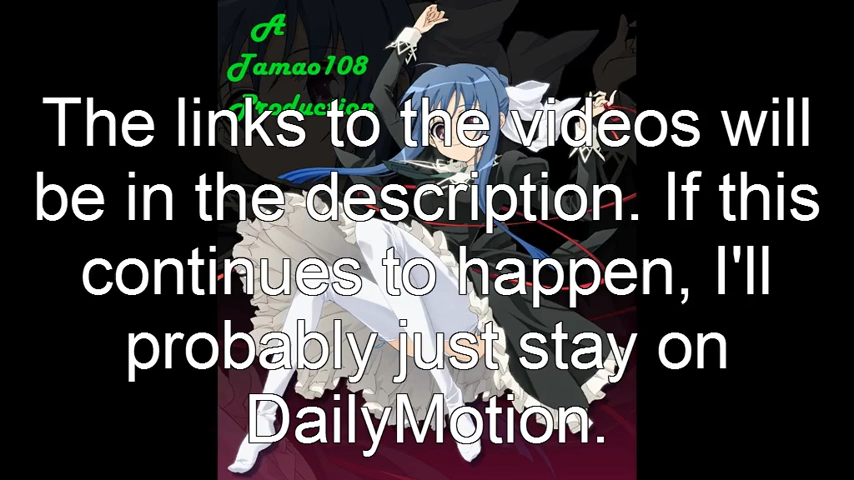 A
Tamao108
Production
The links to the videos will
be in the description. If this
continues to happen, I'll
probably just stay on
DailyMotion.